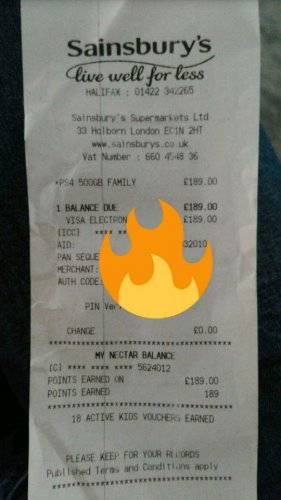 Sainsbury's
live well for less
HALIFAX : 01422 342265
Sainsbury's Supermarkets Ltd
33 Holborn London EC1N 2HT
www.sainsburys.co.uk
Vat Number : 660 4548 36
*PS4 500GB FAMILY £189.00
1 BALANCE DUE £189.00
VISA ELECTRON £189.00
[ICC] **** **
AID: 32010
PAN SEQUE
MERCHANT:
AUTH CODE:
PIN
CHANGE £0.00
*****************************
MY NECTAR BALANCE
[C] **** **** **** 5624012
POINTS EARNED ON £189.00
POINTS EARNED 189
*****************************
18 ACTIVE KIDS VOUCHERS EARNED
*****************************
PLEASE KEEP FOR YOUR RECORDS
Published Terms and Conditions apply